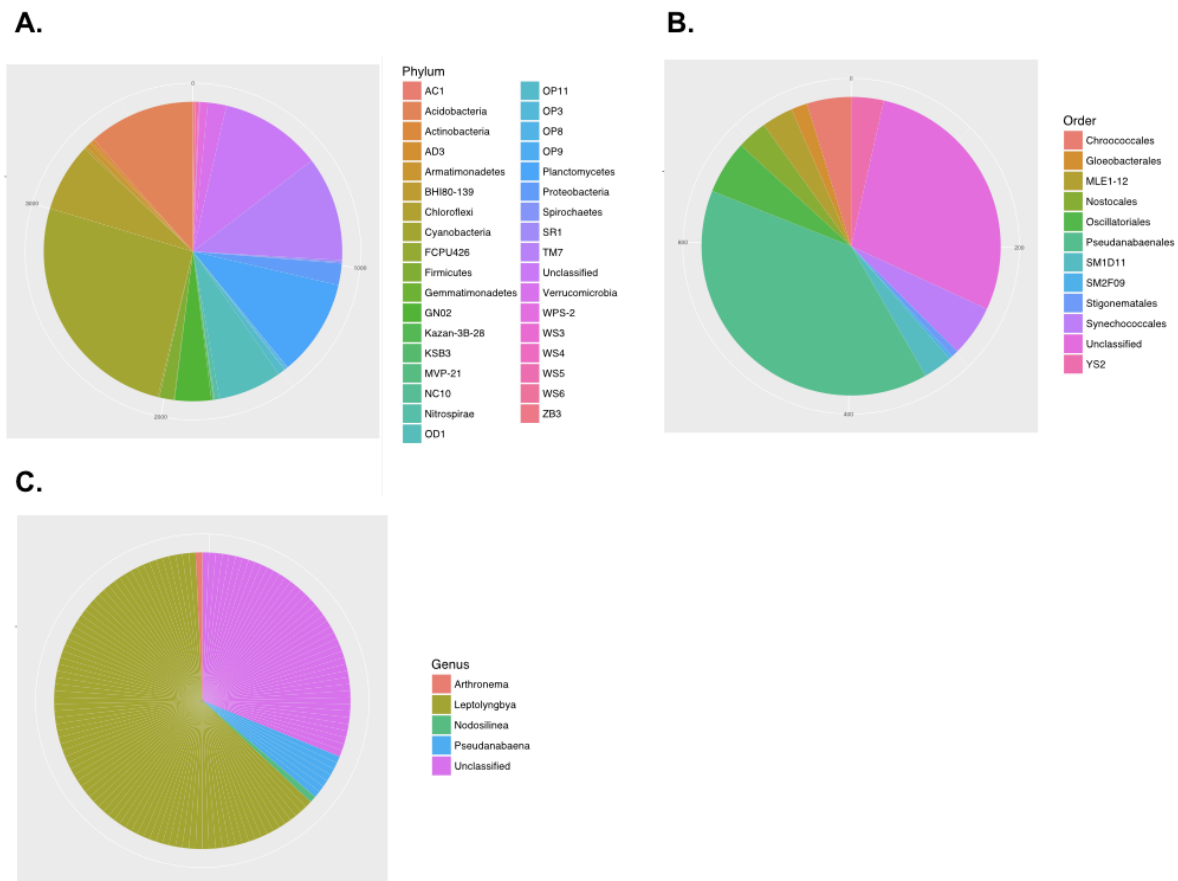 A.
B.
0
3000
1000
2000
Phylum
AC1
Acidobacteria
Actinobacteria
AD3
Armatimonadetes
BHI80-139
Chloroflexi
Cyanobacteria
FCPU426
Firmicutes
Gemmatimonadetes
GN02
Kazan-3B-28
KSB3
MVP-21
NC10
Nitrospirae
OD1
OP11
OP3
OP8
OP9
Planctomycetes
Proteobacteria
Spirochaetes
SR1
TM7
Unclassified
Verrucomicrobia
WPS-2
WS3
WS4
WS5
WS6
ZB3
0
600
200
400
Order
Chroococcales
Gloeobacterales
MLE1-12
Nostocales
Oscillatoriales
Pseudanabaenales
SM1D11
SM2F09
Stigonematales
Synechococcales
Unclassified
YS2
C.
Genus
Arthronema
Leptolyngbya
Nodosilinea
Pseudanabaena
Unclassified